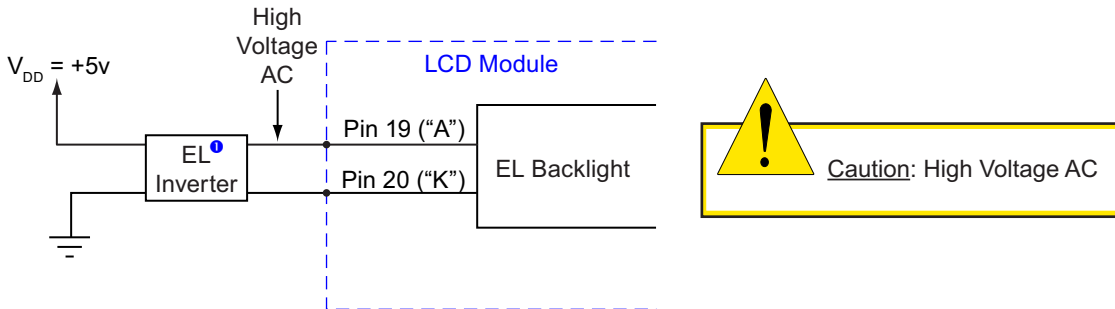 High
Voltage
AC
V_DD = +5v
LCD Module
Pin 19 (“A”)
EL❶
Inverter
Pin 20 (“K”)
EL Backlight
!
Caution: High Voltage AC